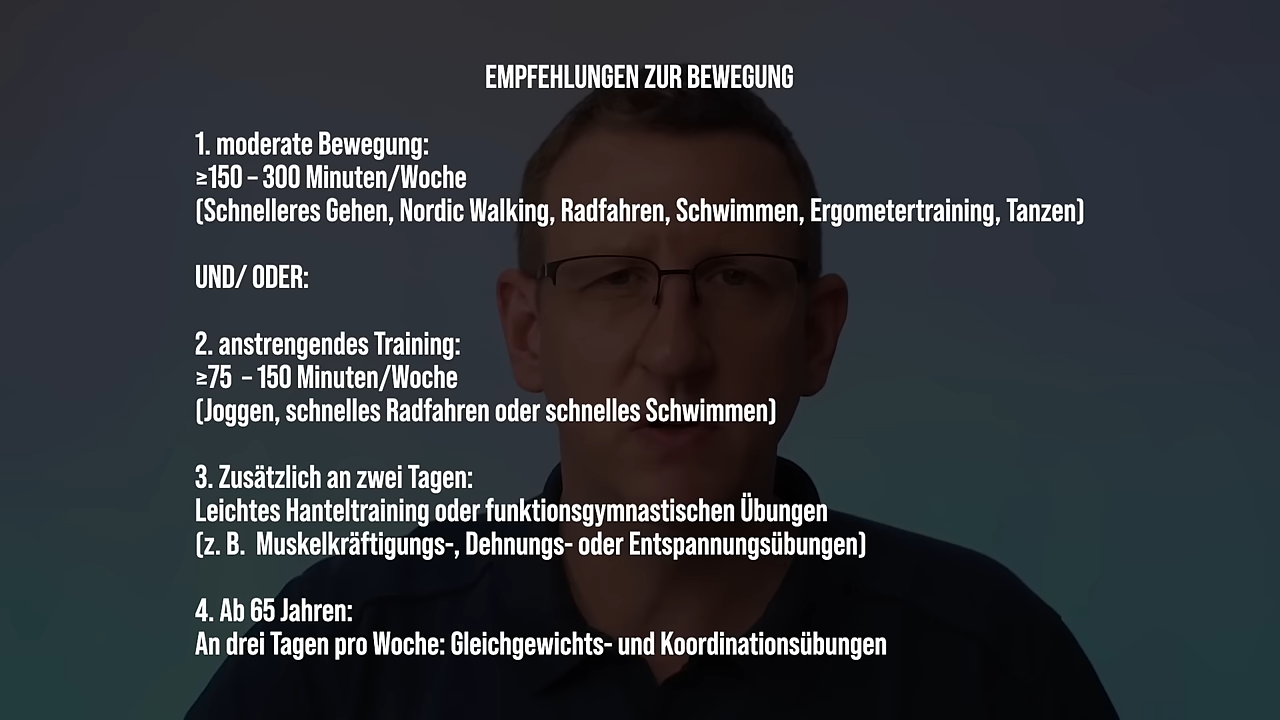 EMPFEHLUNGEN ZUR BEWEGUNG
1. moderate Bewegung:
≥150 – 300 Minuten/Woche
(Schnelleres Gehen, Nordic Walking, Radfahren, Schwimmen, Ergometertraining, Tanzen)
UND/ ODER:
2. anstrengendes Training:
≥75 – 150 Minuten/Woche
(Joggen, schnelles Radfahren oder schnelles Schwimmen)
3. Zusätzlich an zwei Tagen:
Leichtes Hanteltraining oder funktionsgymnastischen Übungen
(z. B. Muskelkräftigungs-, Dehnungs- oder Entspannungsübungen)
4. Ab 65 Jahren:
An drei Tagen pro Woche: Gleichgewichts- und Koordinationsübungen